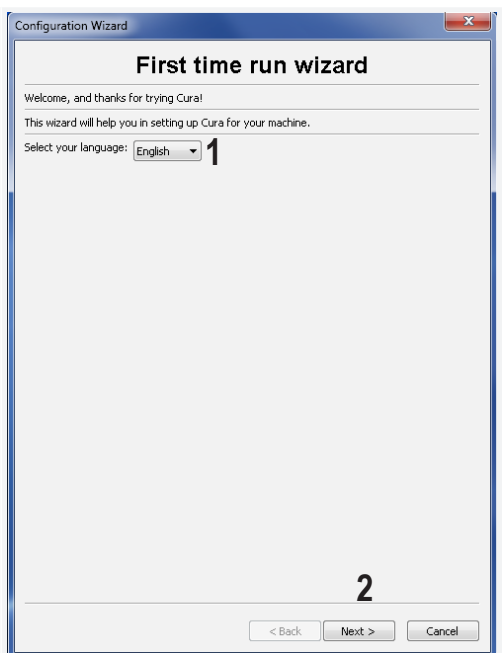 Configuration Wizard
First time run wizard
Welcome, and thanks for trying Cura!
This wizard will help you in setting up Cura for your machine.
Select your language: English 1
2
< Back Next > Cancel